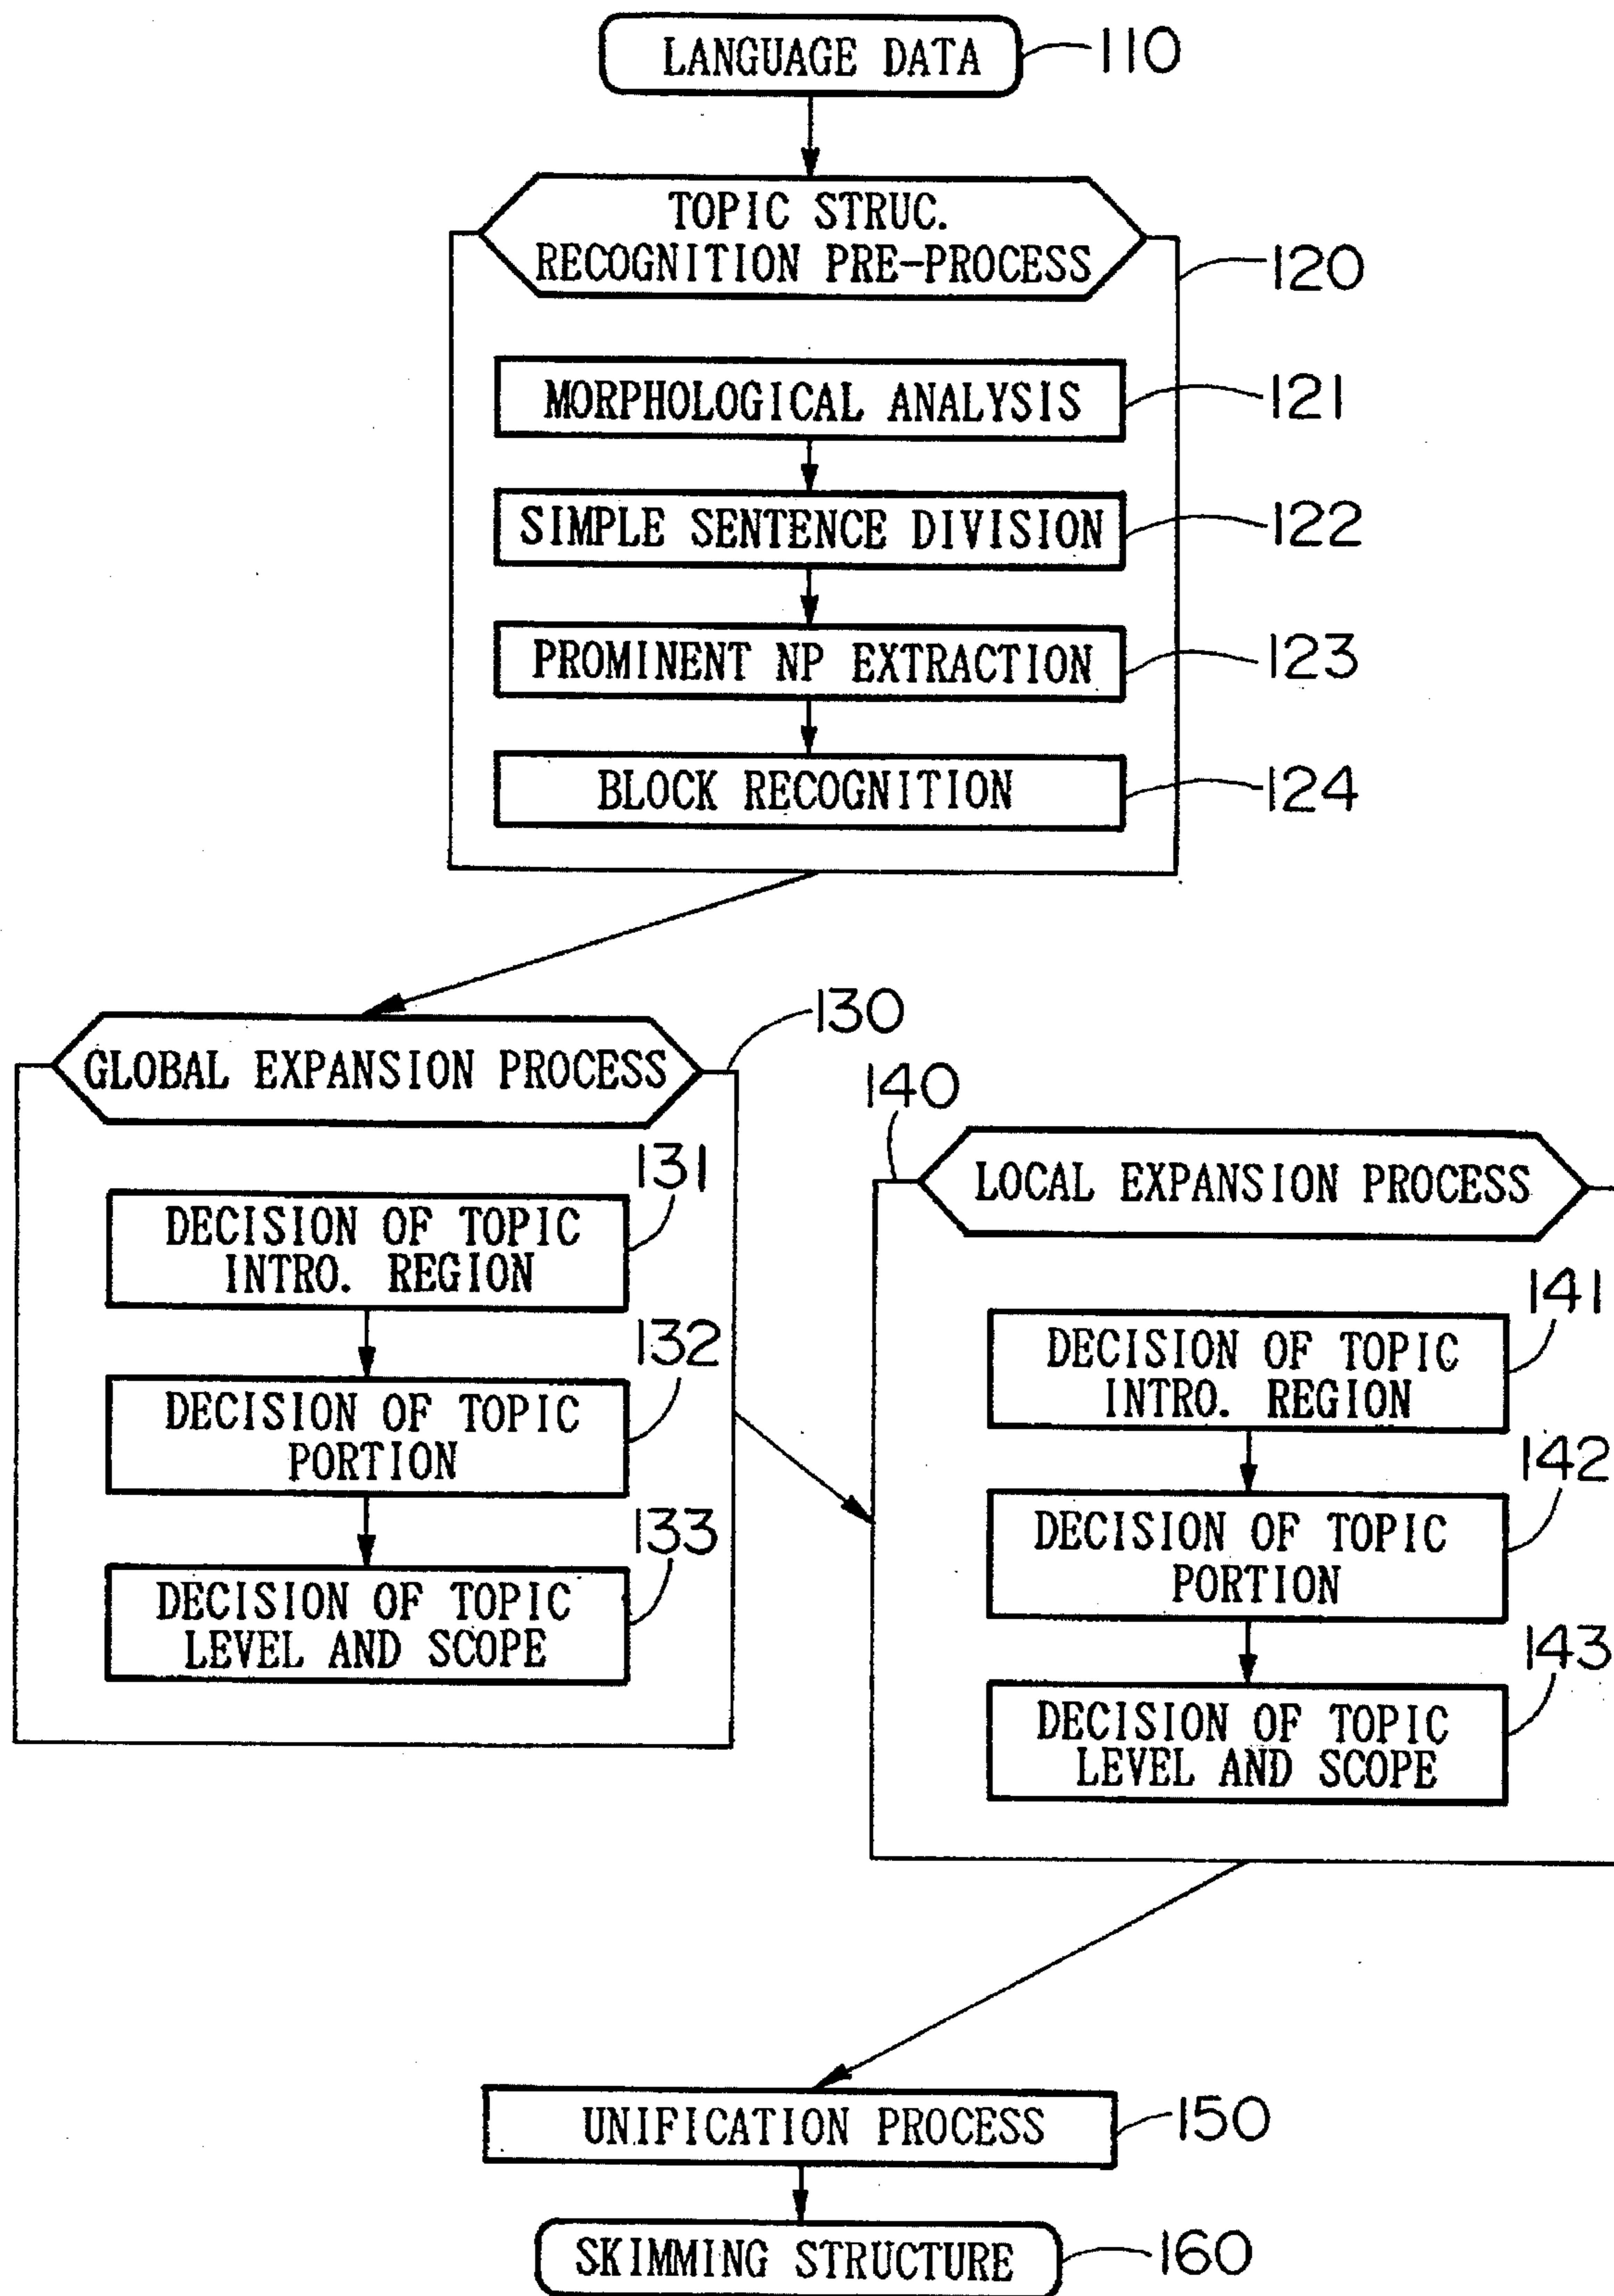 LANGUAGE DATA
110
TOPIC STRUC.
RECOGNITION PRE-PROCESS
120
MORPHOLOGICAL ANALYSIS
121
SIMPLE SENTENCE DIVISION
122
PROMINENT NP EXTRACTION
123
BLOCK RECOGNITION
124
GLOBAL EXPANSION PROCESS
130
131
DECISION OF TOPIC
INTRO. REGION
132
DECISION OF TOPIC
PORTION
133
DECISION OF TOPIC
LEVEL AND SCOPE
140
LOCAL EXPANSION PROCESS
141
DECISION OF TOPIC
INTRO. REGION
142
DECISION OF TOPIC
PORTION
143
DECISION OF TOPIC
LEVEL AND SCOPE
UNIFICATION PROCESS
150
SKIMMING STRUCTURE
160